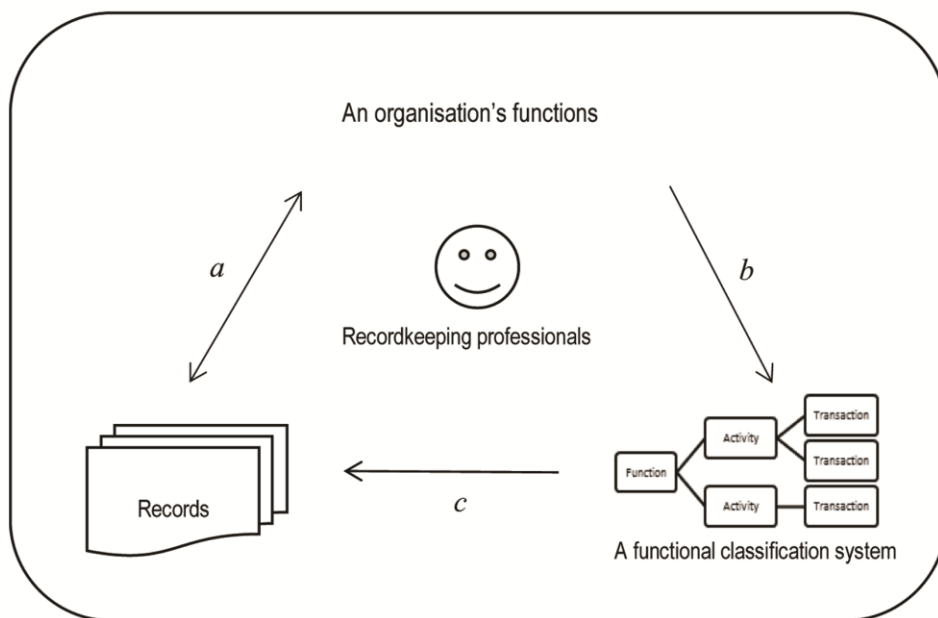 An organisation's functions
a
b
Recordkeeping professionals
Transaction
Activity
Transaction
Function
Activity
Transaction
Records
c
A functional classification system